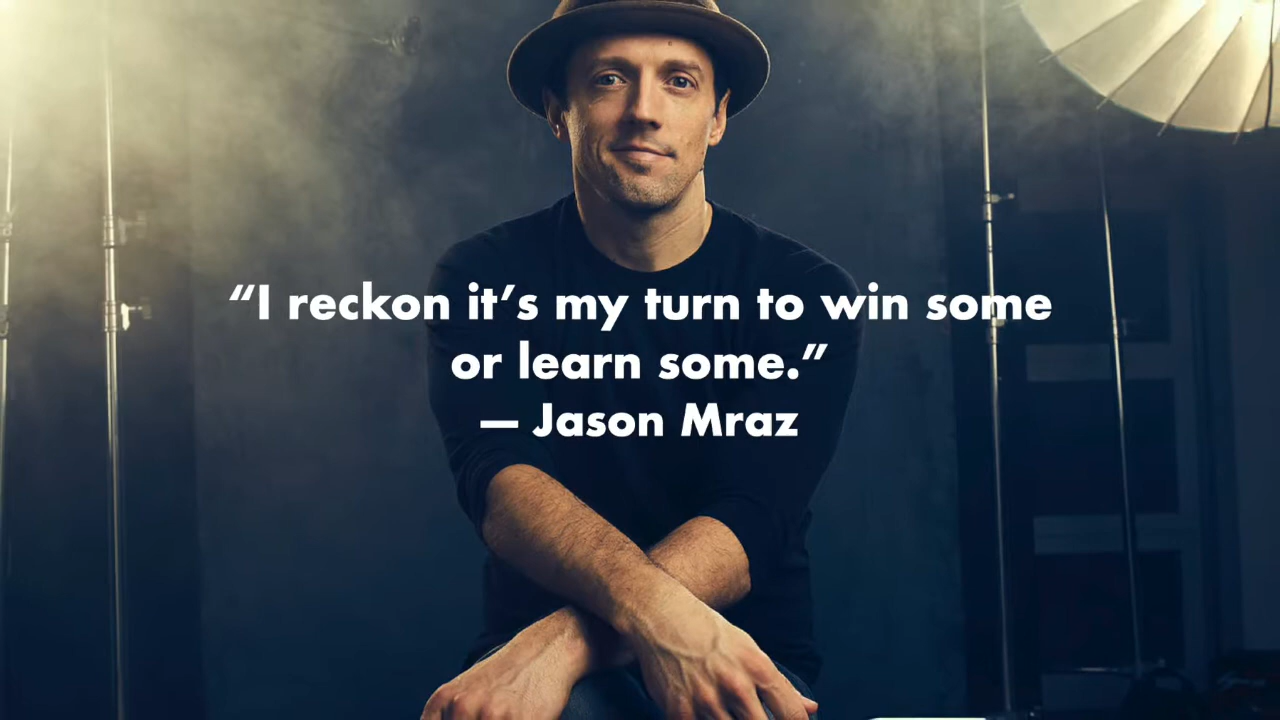 “I reckon it’s my turn to win some
or learn some.”
— Jason Mraz